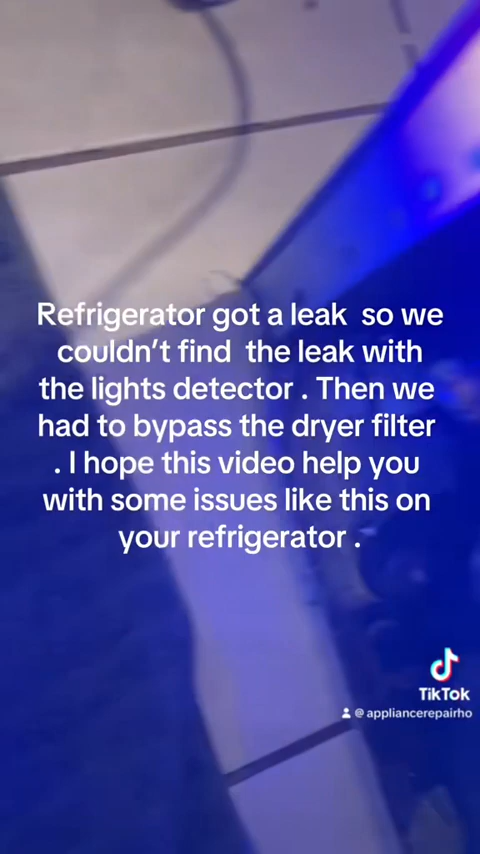 Refrigerator got a leak  so we
couldn’t find  the leak with
the lights detector . Then we
had to bypass the dryer filter
. I hope this video help you
with some issues like this on
your refrigerator .
TikTok
@ appliancerepairho